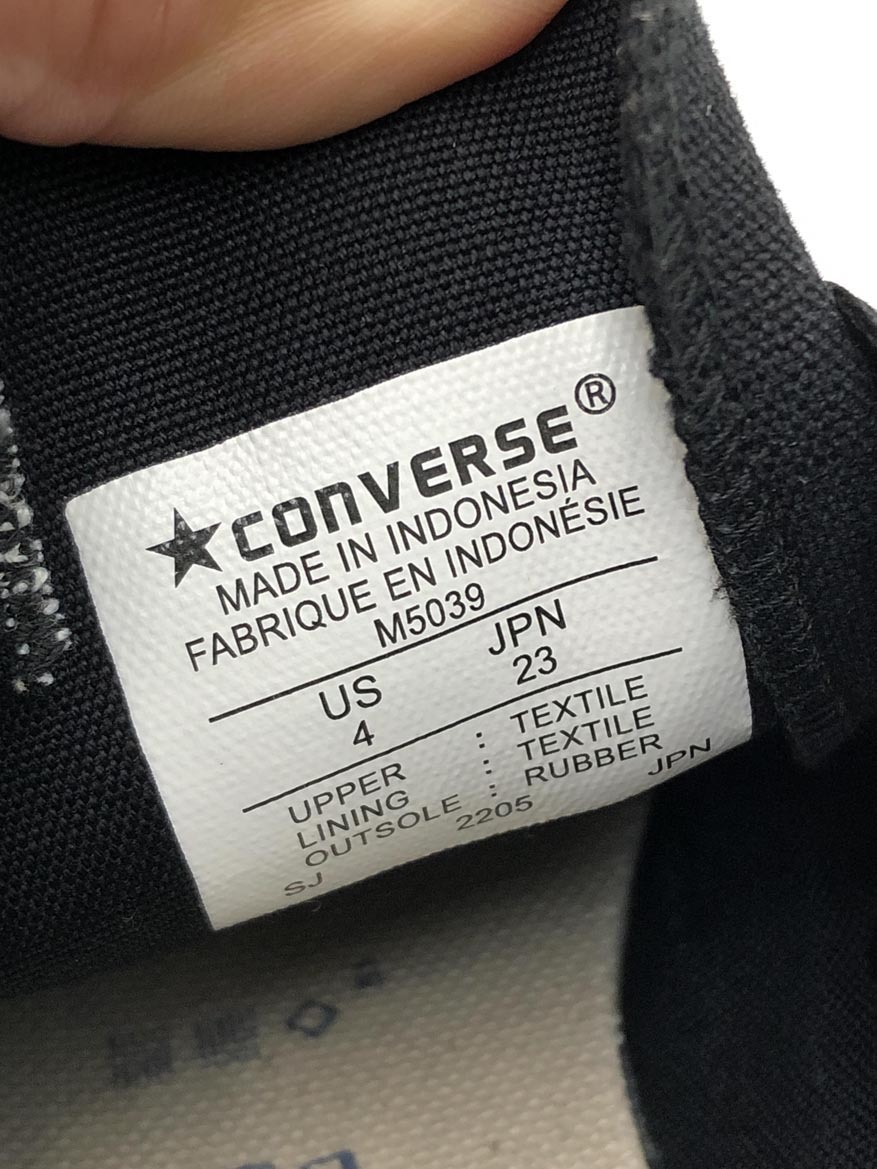 ★CONVERSE®
MADE IN INDONESIA
FABRIQUE EN INDONÉSIE
M5039
US JPN
4 23
UPPER : TEXTILE
LINING : TEXTILE
OUTSOLE : RUBBER
SJ 2205 JPN